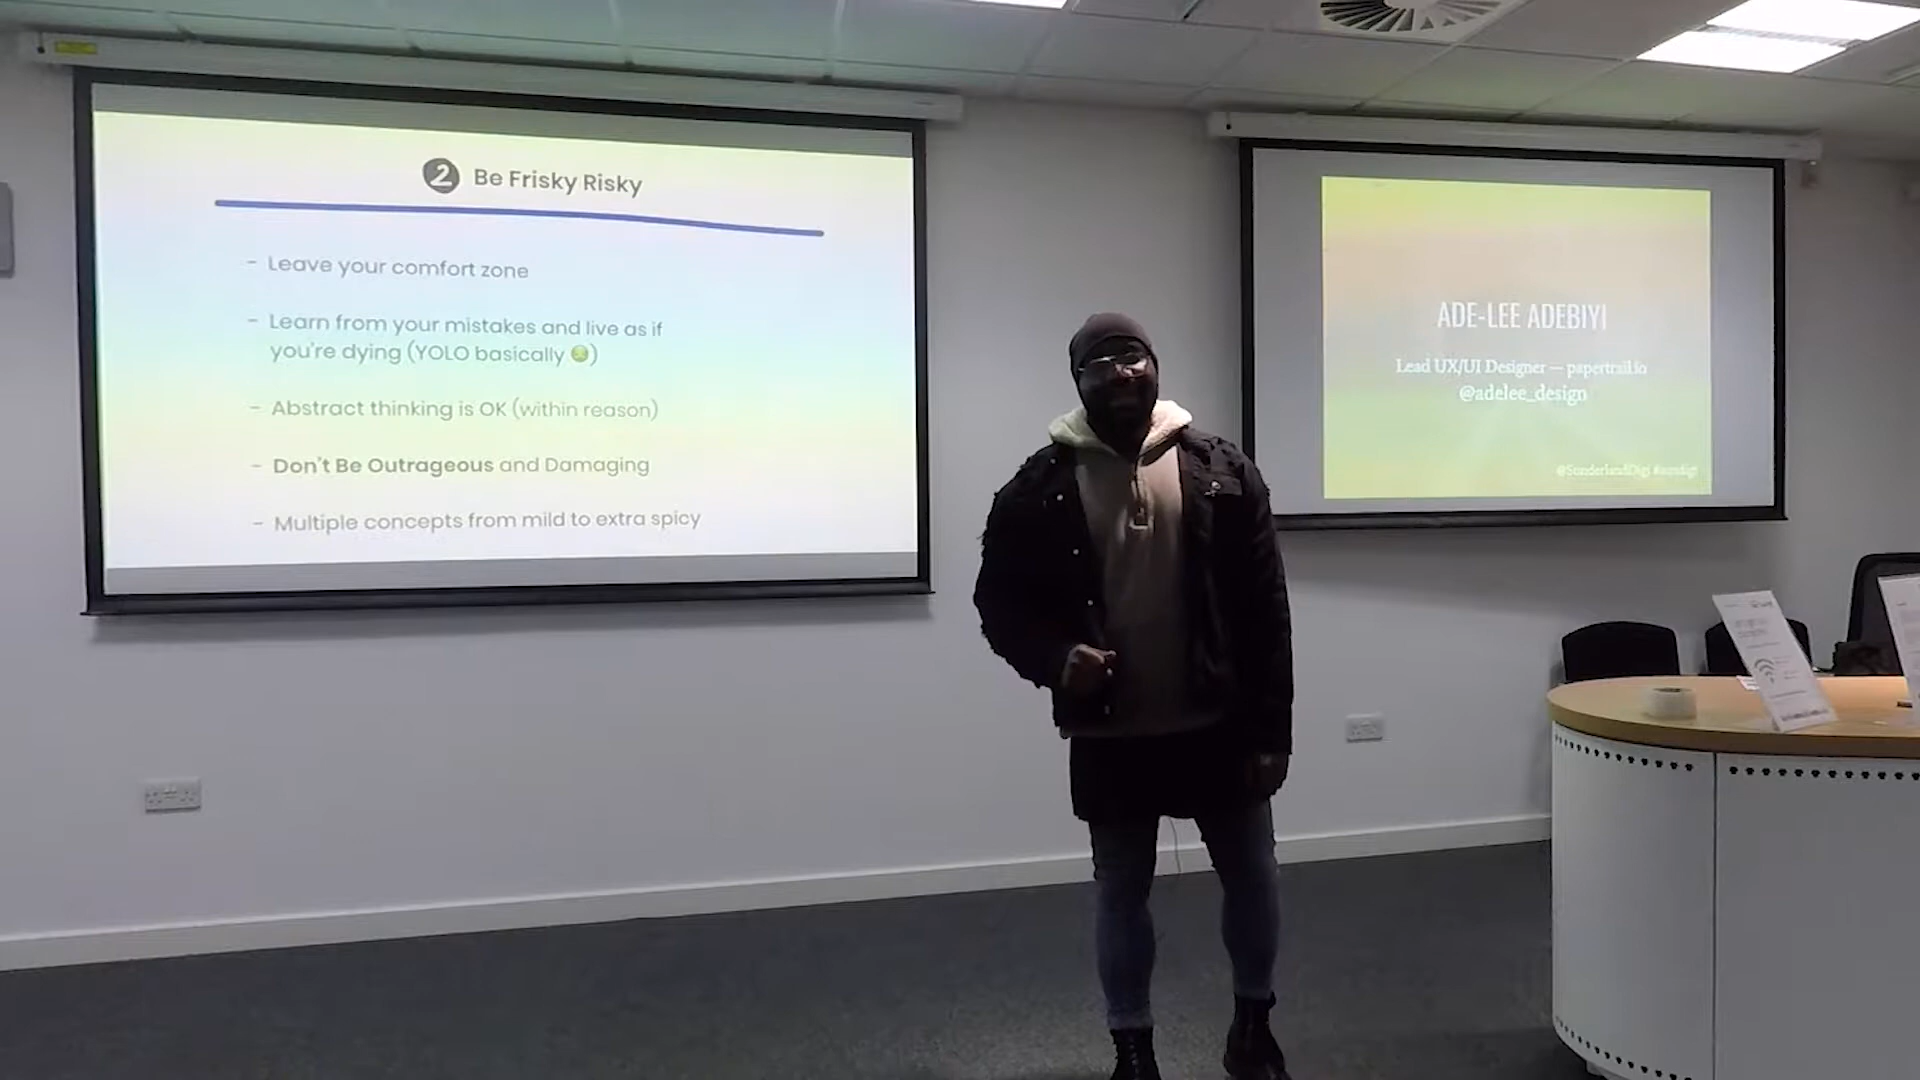 2 Be Frisky Risky
- Leave your comfort zone
- Learn from your mistakes and live as if
you're dying (YOLO basically 🤢)
- Abstract thinking is OK (within reason)
- Don't Be Outrageous and Damaging
- Multiple concepts from mild to extra spicy
ADE-LEE ADEBIYI
Lead UX/UI Designer — papertrail.io
@adelee_design
@SunderlandDigi #sundigi